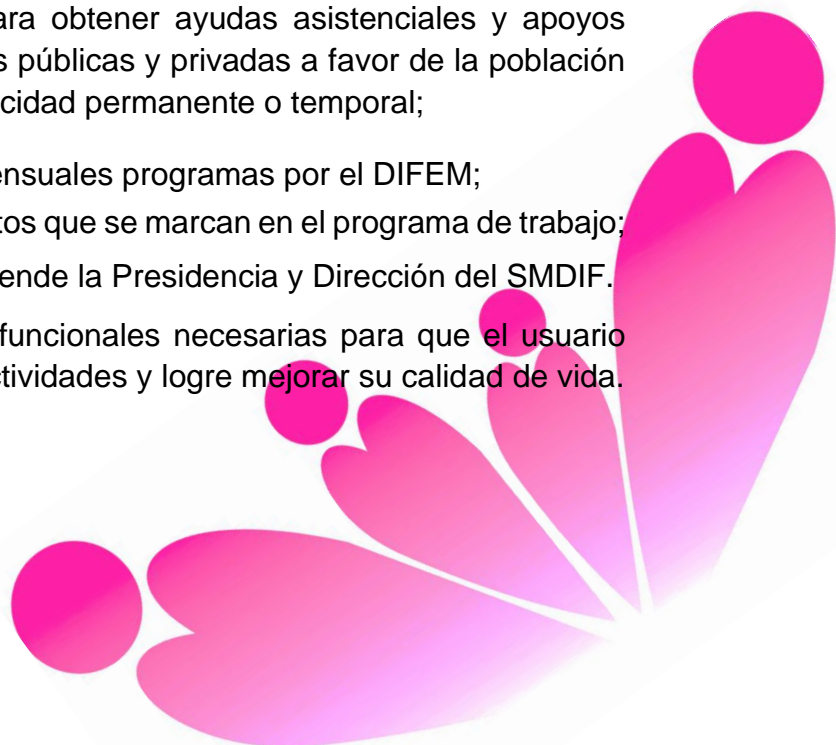 ara obtener ayudas asistenciales y apoyos
s públicas y privadas a favor de la población
cidad permanente o temporal;
ensuales programas por el DIFEM;
tos que se marcan en el programa de trabajo;
ende la Presidencia y Dirección del SMDIF.
funcionales necesarias para que el usuario
ctividades y logre mejorar su calidad de vida.